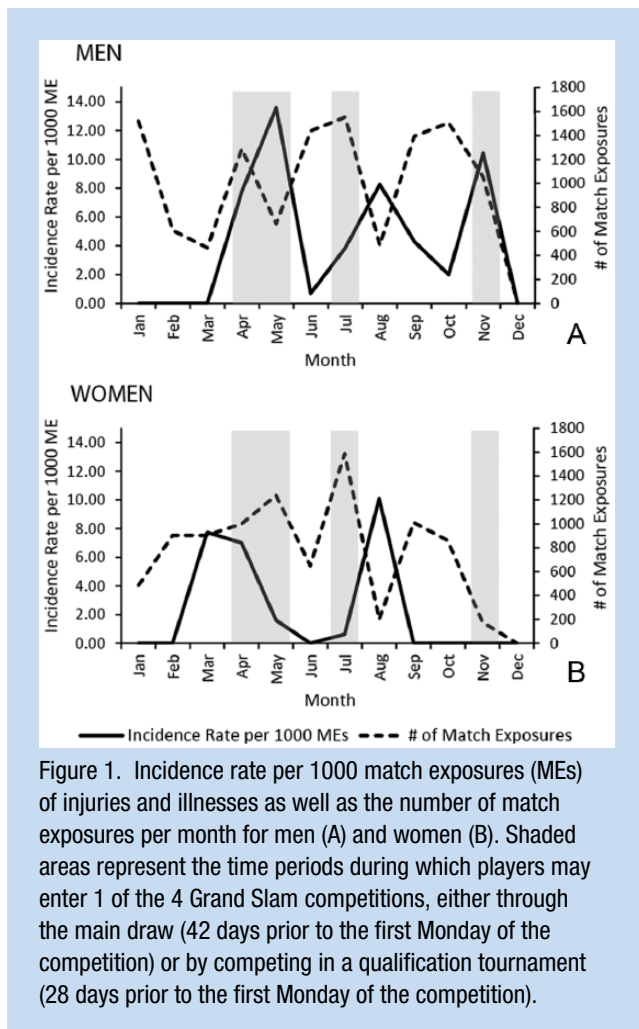 MEN
Incidence Rate per 1000 ME
14.00
12.00
10.00
8.00
6.00
4.00
2.00
0.00
1800
1600
1400
1200
1000
800
600
400
200
0
# of Match Exposures
Jan
Feb
Mar
Apr
May
Jun
Jul
Aug
Sep
Oct
Nov
Dec
Month
A
WOMEN
Incidence Rate per 1000 ME
14.00
12.00
10.00
8.00
6.00
4.00
2.00
0.00
1800
1600
1400
1200
1000
800
600
400
200
0
# of Match Exposures
Jan
Feb
Mar
Apr
May
Jun
Jul
Aug
Sep
Oct
Nov
Dec
Month
B
Incidence Rate per 1000 MEs
# of Match Exposures
Figure 1. Incidence rate per 1000 match exposures (MEs)
of injuries and illnesses as well as the number of match
exposures per month for men (A) and women (B). Shaded
areas represent the time periods during which players may
enter 1 of the 4 Grand Slam competitions, either through
the main draw (42 days prior to the first Monday of the
competition) or by competing in a qualification tournament
(28 days prior to the first Monday of the competition).